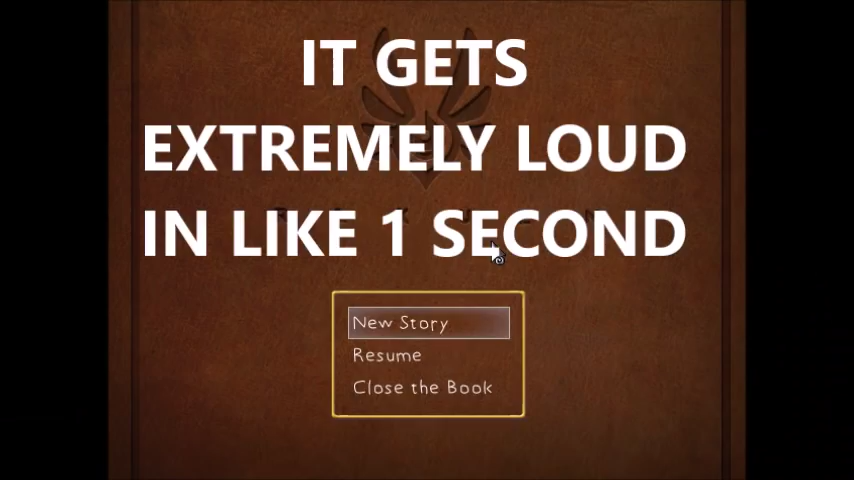 IT GETS
EXTREMELY LOUD
IN LIKE 1 SECOND
New Story
Resume
Close the Book